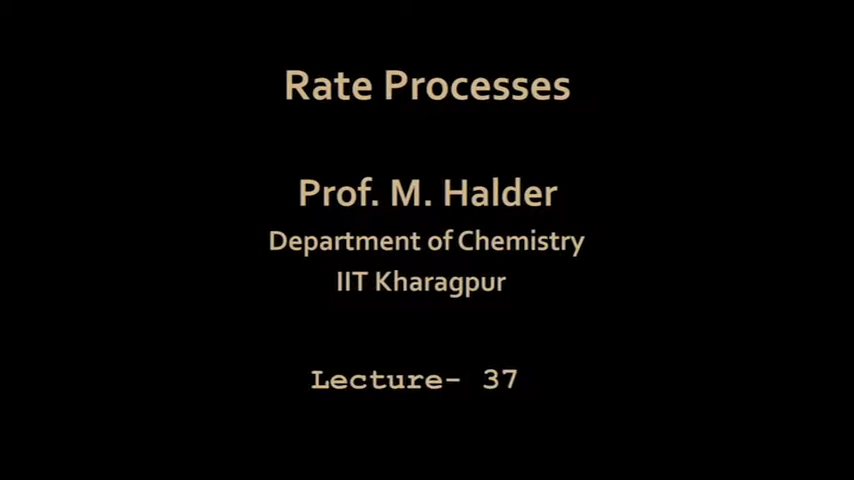 Rate Processes
Prof. M. Halder
Department of Chemistry
IIT Kharagpur
Lecture- 37